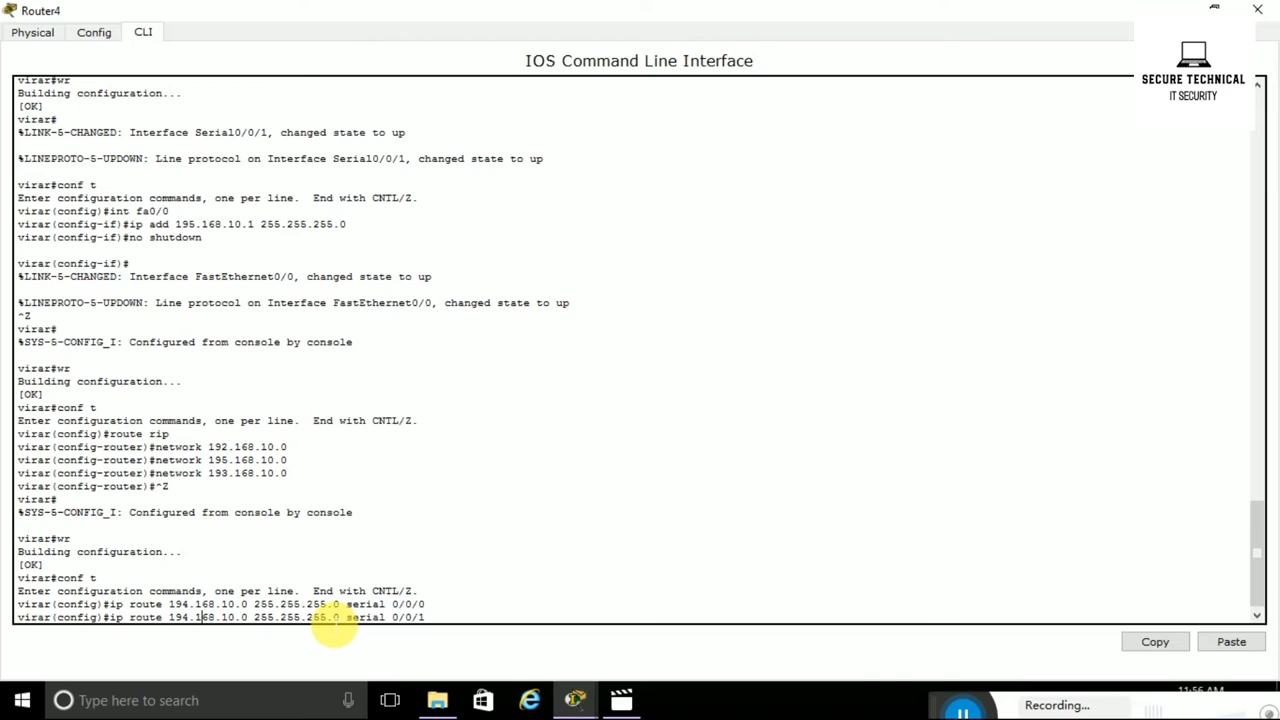 Router4
Physical
Config
CLI
SECURE TECHNICAL
IT SECURITY
IOS Command Line Interface
virar#wr
Building configuration...
[OK]
virar#
%LINK-5-CHANGED: Interface Serial0/0/1, changed state to up
%LINEPROTO-5-UPDOWN: Line protocol on Interface Serial0/0/1, changed state to up
virar#conf t
Enter configuration commands, one per line.  End with CNTL/Z.
virar(config)#int fa0/0
virar(config-if)#ip add 195.168.10.1 255.255.255.0
virar(config-if)#no shutdown
virar(config-if)#
%LINK-5-CHANGED: Interface FastEthernet0/0, changed state to up
%LINEPROTO-5-UPDOWN: Line protocol on Interface FastEthernet0/0, changed state to up
^Z
virar#
%SYS-5-CONFIG_I: Configured from console by console
virar#wr
Building configuration...
[OK]
virar#conf t
Enter configuration commands, one per line.  End with CNTL/Z.
virar(config)#route rip
virar(config-router)#network 192.168.10.0
virar(config-router)#network 195.168.10.0
virar(config-router)#network 193.168.10.0
virar(config-router)#^Z
virar#
%SYS-5-CONFIG_I: Configured from console by console
virar#wr
Building configuration...
[OK]
virar#conf t
Enter configuration commands, one per line.  End with CNTL/Z.
virar(config)#ip route 194.168.10.0 255.255.255.0 serial 0/0/0
virar(config)#ip route 194.168.10.0 255.255.255.0 serial 0/0/1
Copy
Paste
Type here to search
11:56 AM
Recording...